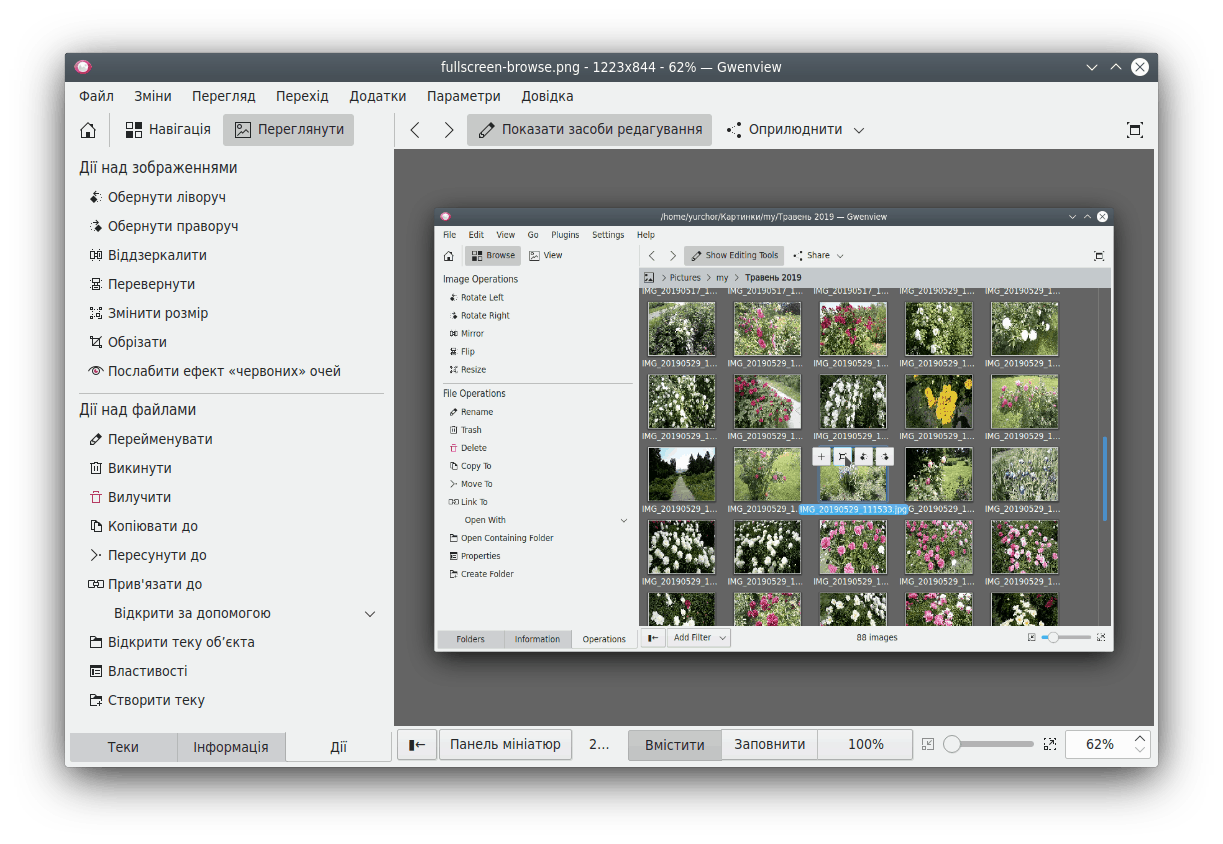 fullscreen-browse.png - 1223x844 - 62% — Gwenview
Файл Зміни Перегляд Перехід Додатки Параметри Довідка
Навігація Переглянути Показати засоби редагування Оприлюднити
Дії над зображеннями
Обернути ліворуч
Обернути праворуч
Віддзеркалити
Перевернути
Змінити розмір
Обрізати
Послабити ефект «червоних» очей
Дії над файлами
Перейменувати
Викинути
Вилучити
Копіювати до
Пересунути до
Прив'язати до
Відкрити за допомогою
Відкрити теку об’єкта
Властивості
Створити теку
Теки Інформація Дії
/home/yurchor/Картинки/my/Травень 2019 — Gwenview
File Edit View Go Plugins Settings Help
Browse View Show Editing Tools Share
Pictures my Травень 2019
Image Operations
Rotate Left
Rotate Right
Mirror
Flip
Resize
File Operations
Rename
Trash
Delete
Copy To
Move To
Link To
Open With
Open Containing Folder
Properties
Create Folder
Folders Information Operations
IMG_20190517_1... IMG_20190517_1... IMG_20190529_1... IMG_20190529_1... IMG_20190529_1...
IMG_20190529_1... IMG_20190529_1... IMG_20190529_1... IMG_20190529_1... IMG_20190529_1...
IMG_20190529_1... IMG_20190529_1... IMG_20190529_1... IMG_20190529_1... IMG_20190529_1...
IMG_20190529_1... IMG_20190529_1... IMG_20190529_111533.jpg IMG_20190529_1... IMG_20190529_1...
IMG_20190529_1... IMG_20190529_1... IMG_20190529_1... IMG_20190529_1... IMG_20190529_1...
Add Filter 88 images
Панель мініатюр 2... Вмістити Заповнити 100% 62%